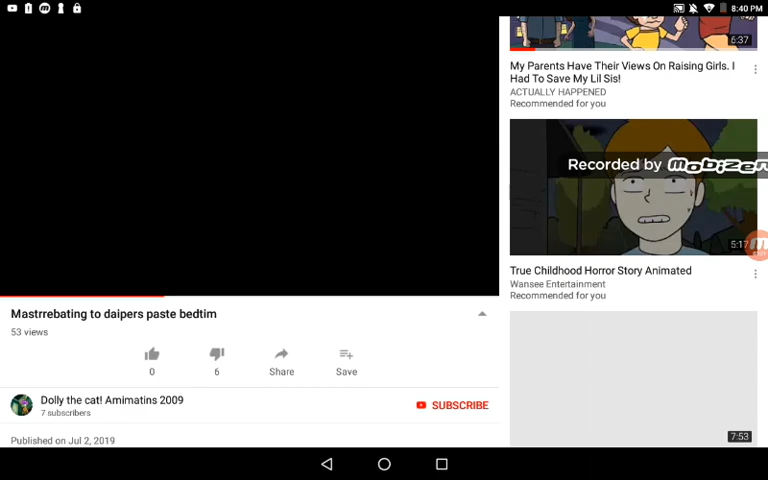 8:40 PM
6:37
My Parents Have Their Views On Raising Girls. I
Had To Save My Lil Sis!
ACTUALLY HAPPENED
Recommended for you
Recorded by mobizen
5:17
True Childhood Horror Story Animated
Wansee Entertainment
Recommended for you
7:53
Mastrrebating to daipers paste bedtim
53 views
0
6
Share
Save
Dolly the cat! Amimatins 2009
7 subscribers
SUBSCRIBE
Published on Jul 2, 2019